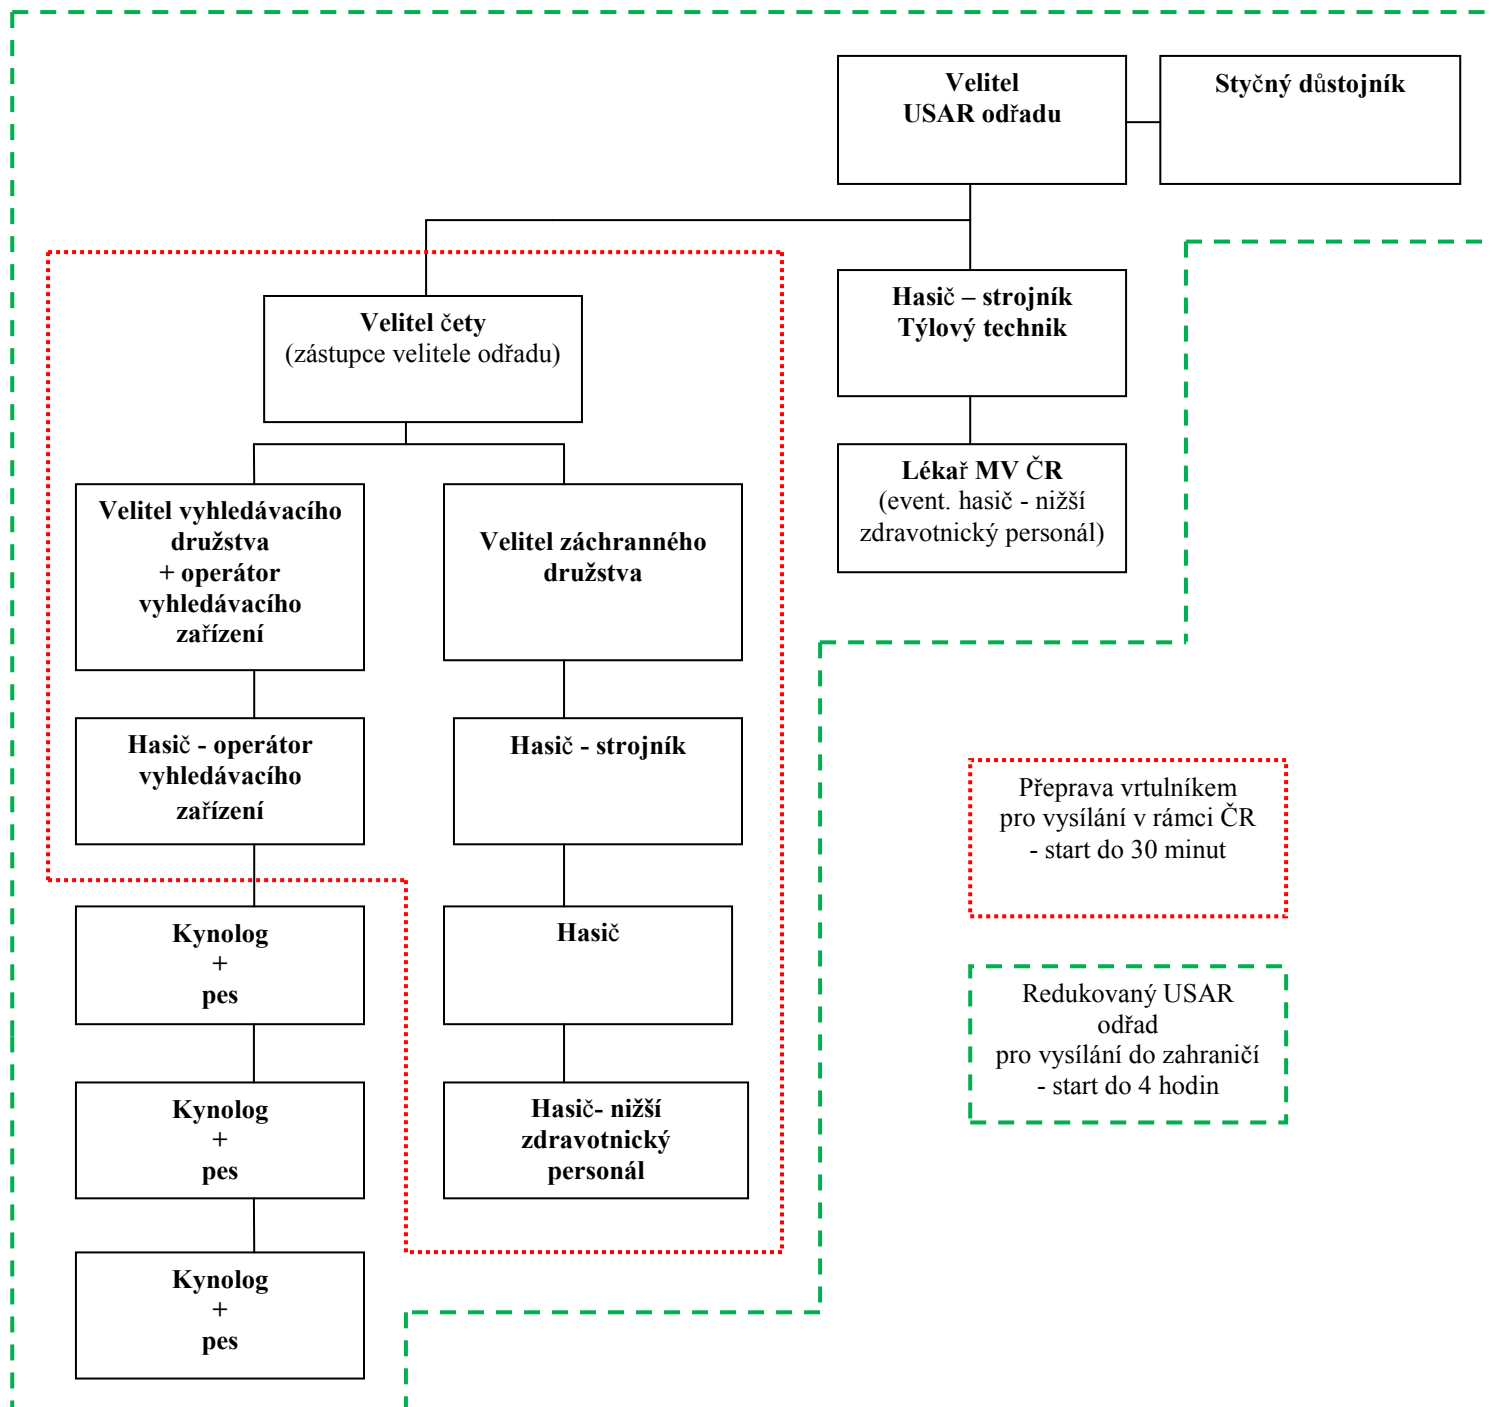 Velitel
USAR odřadu
Styčný důstojník
Hasič – strojník
Týlový technik
Velitel čety
(zástupce velitele odřadu)
Lékař MV ČR
(event. hasič - nižší
zdravotnický personál)
Velitel vyhledávacího
družstva
+ operátor
vyhledávacího
zařízení
Velitel záchranného
družstva
Hasič - operátor
vyhledávacího
zařízení
Hasič - strojník
Přeprava vrtulníkem
pro vysílání v rámci ČR
- start do 30 minut
Kynolog
+
pes
Hasič
Redukovaný USAR
odřad
pro vysílání do zahraničí
- start do 4 hodin
Kynolog
+
pes
Hasič- nižší
zdravotnický
personál
Kynolog
+
pes